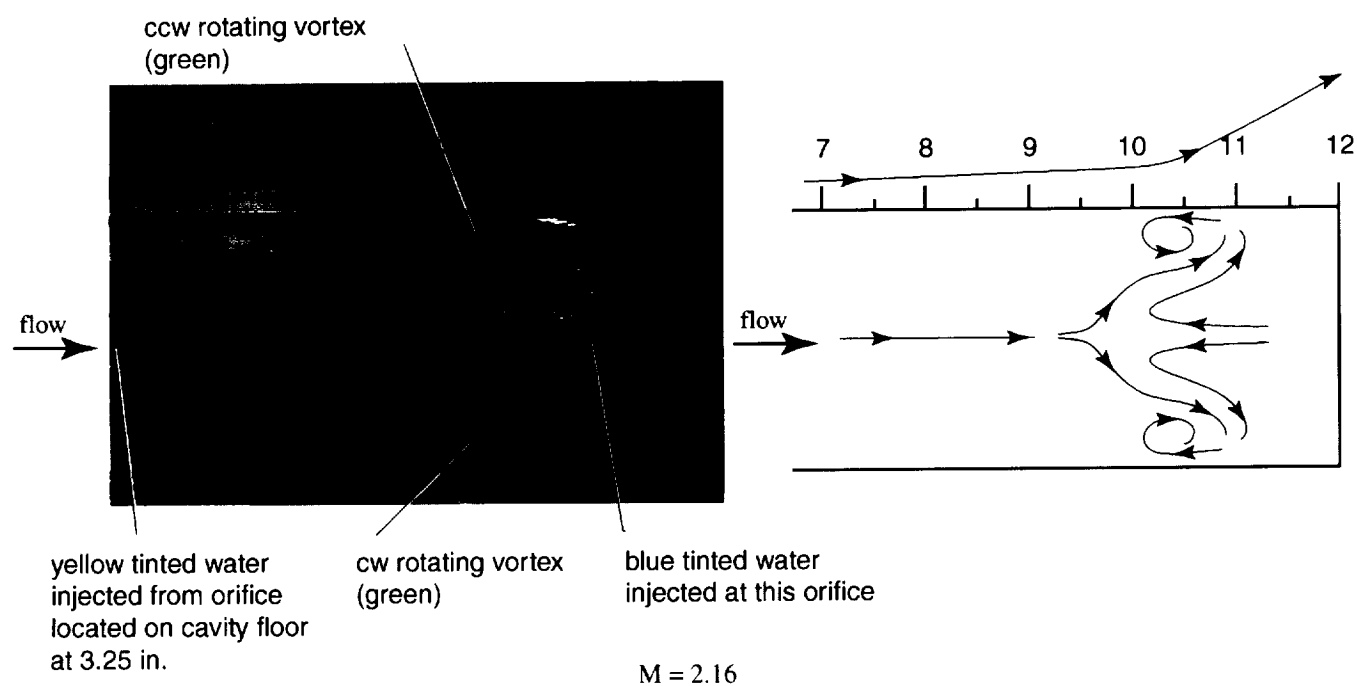 ccw rotating vortex
(green)
7 8 9 10 11 12
flow
flow
yellow tinted water
injected from orifice
located on cavity floor
at 3.25 in.
cw rotating vortex
(green)
blue tinted water
injected at this orifice
M = 2.16